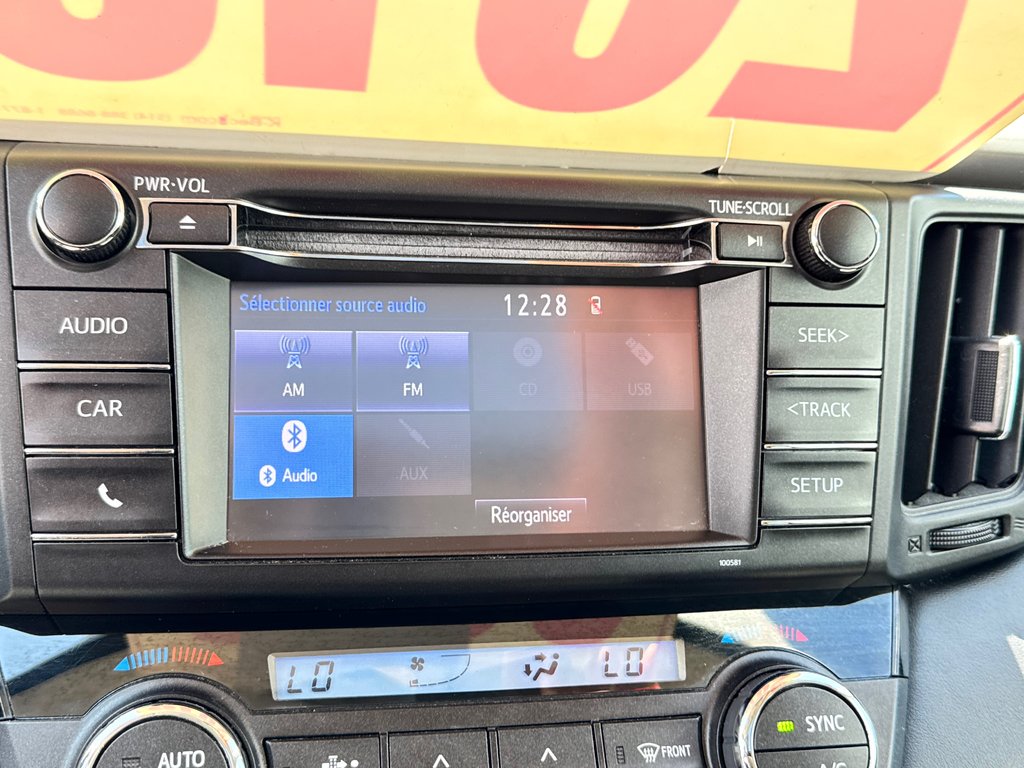 PWR·VOL
TUNE·SCROLL
AUDIO
CAR
Sélectionner source audio 12:28
AM FM CD USB
Audio AUX
Réorganiser
SEEK>
<TRACK
SETUP
100581
LO LO
AUTO
FRONT
SYNC
A/C